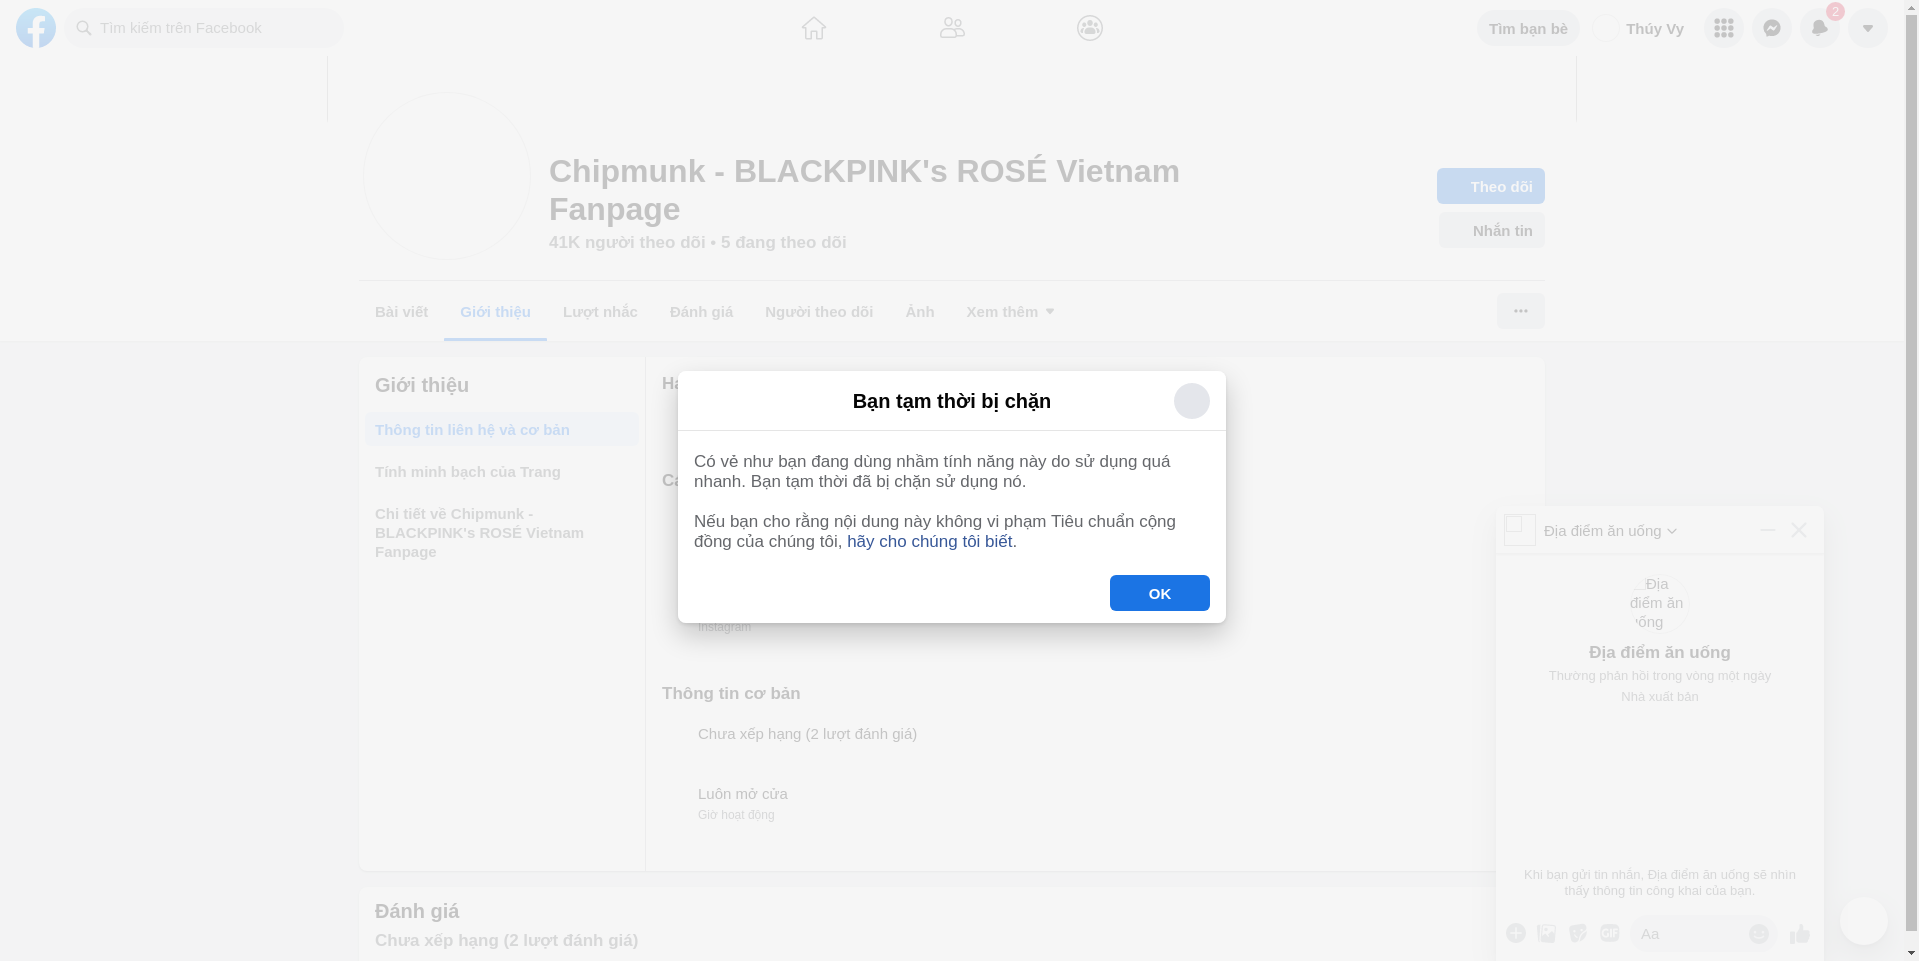 Tìm kiếm trên Facebook
Tìm bạn bè
Thúy Vy
2
Chipmunk - BLACKPINK's ROSÉ Vietnam
Fanpage
41K người theo dõi • 5 đang theo dõi
Theo dõi
Nhắn tin
Bài viết
Giới thiệu
Lượt nhắc
Đánh giá
Người theo dõi
Ảnh
Xem thêm
Giới thiệu
Thông tin liên hệ và cơ bản
Tính minh bạch của Trang
Chi tiết về Chipmunk -
BLACKPINK's ROSÉ Vietnam
Fanpage
Bạn tạm thời bị chặn
Có vẻ như bạn đang dùng nhầm tính năng này do sử dụng quá
nhanh. Bạn tạm thời đã bị chặn sử dụng nó.
Nếu bạn cho rằng nội dung này không vi phạm Tiêu chuẩn cộng
đồng của chúng tôi, hãy cho chúng tôi biết.
OK
Instagram
Thông tin cơ bản
Chưa xếp hạng (2 lượt đánh giá)
Luôn mở cửa
Giờ hoạt động
Đánh giá
Chưa xếp hạng (2 lượt đánh giá)
Địa điểm ăn uống
Địa
điểm ăn
uống
Địa điểm ăn uống
Thường phản hồi trong vòng một ngày
Nhà xuất bản
Khi bạn gửi tin nhắn, Địa điểm ăn uống sẽ nhìn
thấy thông tin công khai của bạn.
GIF
Aa